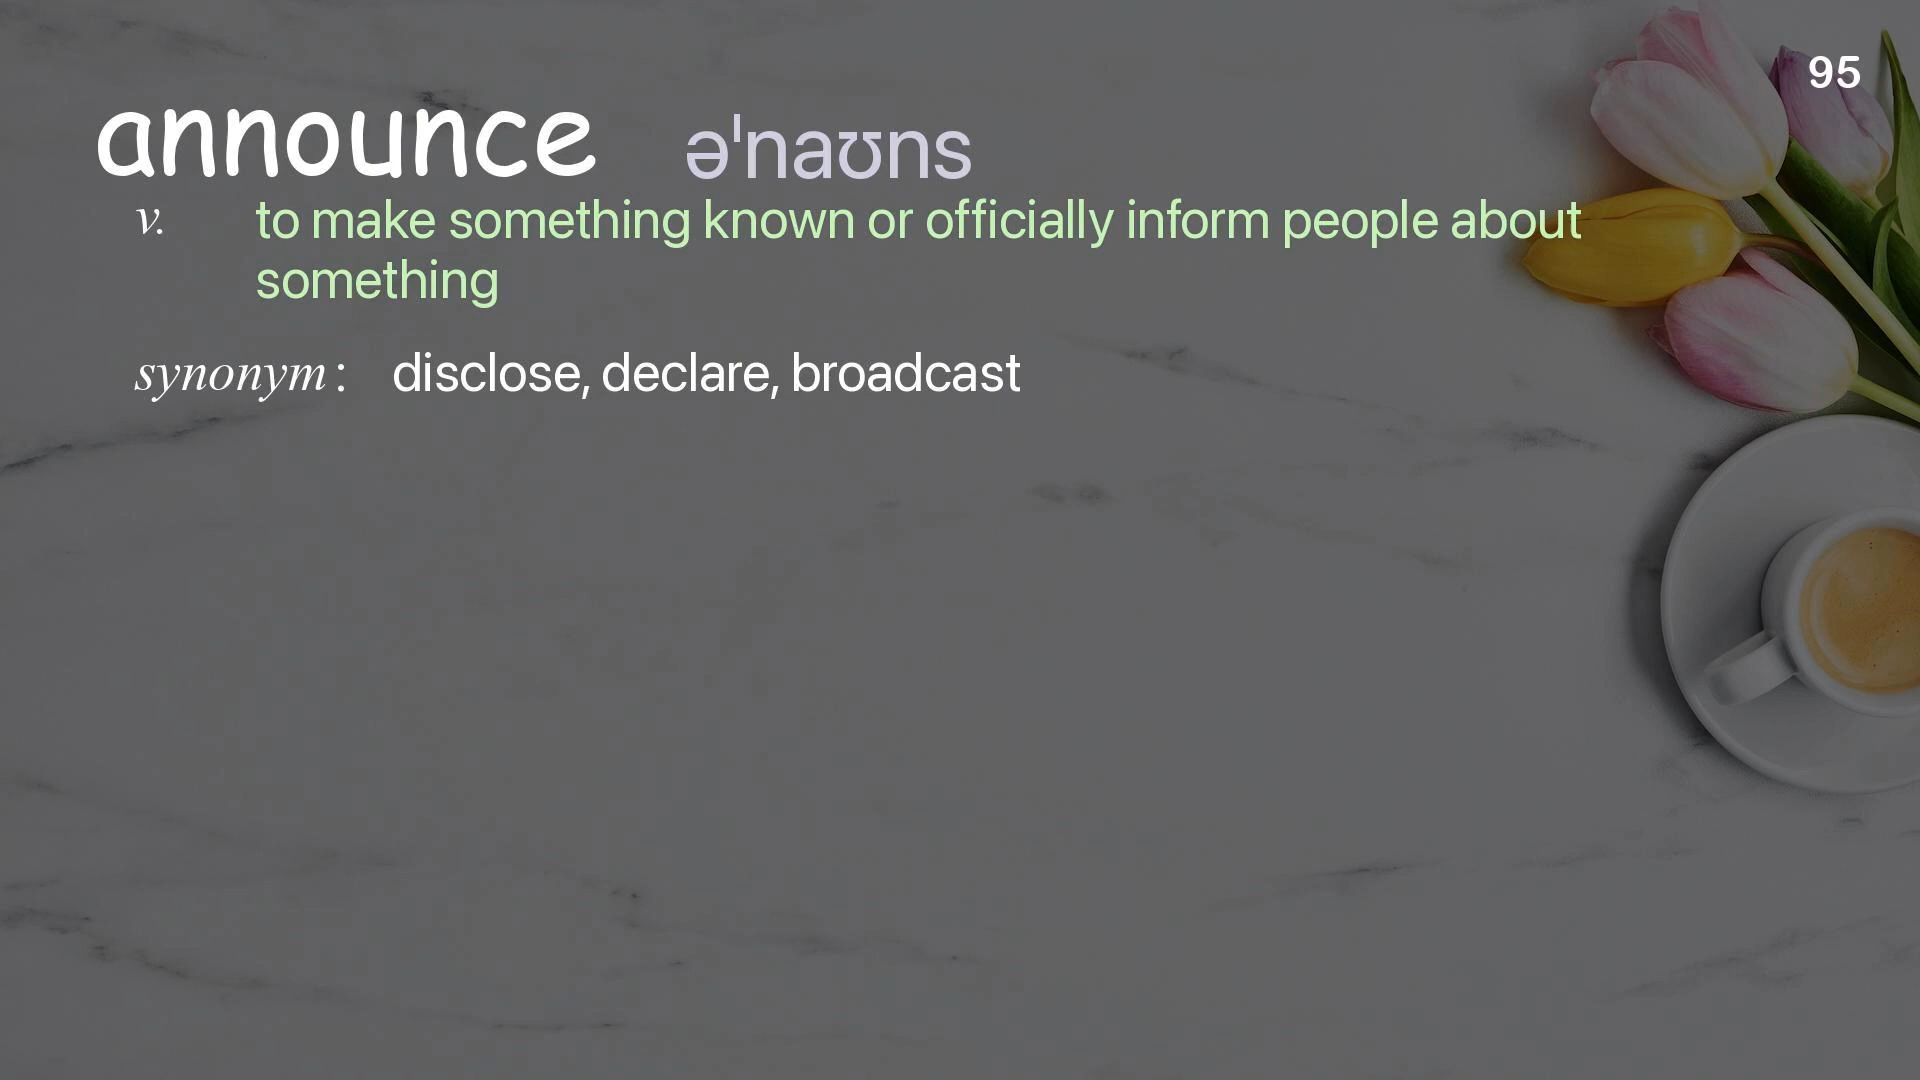 95
announce əˈnaʊns
v. to make something known or officially inform people about
something
synonym : disclose, declare, broadcast